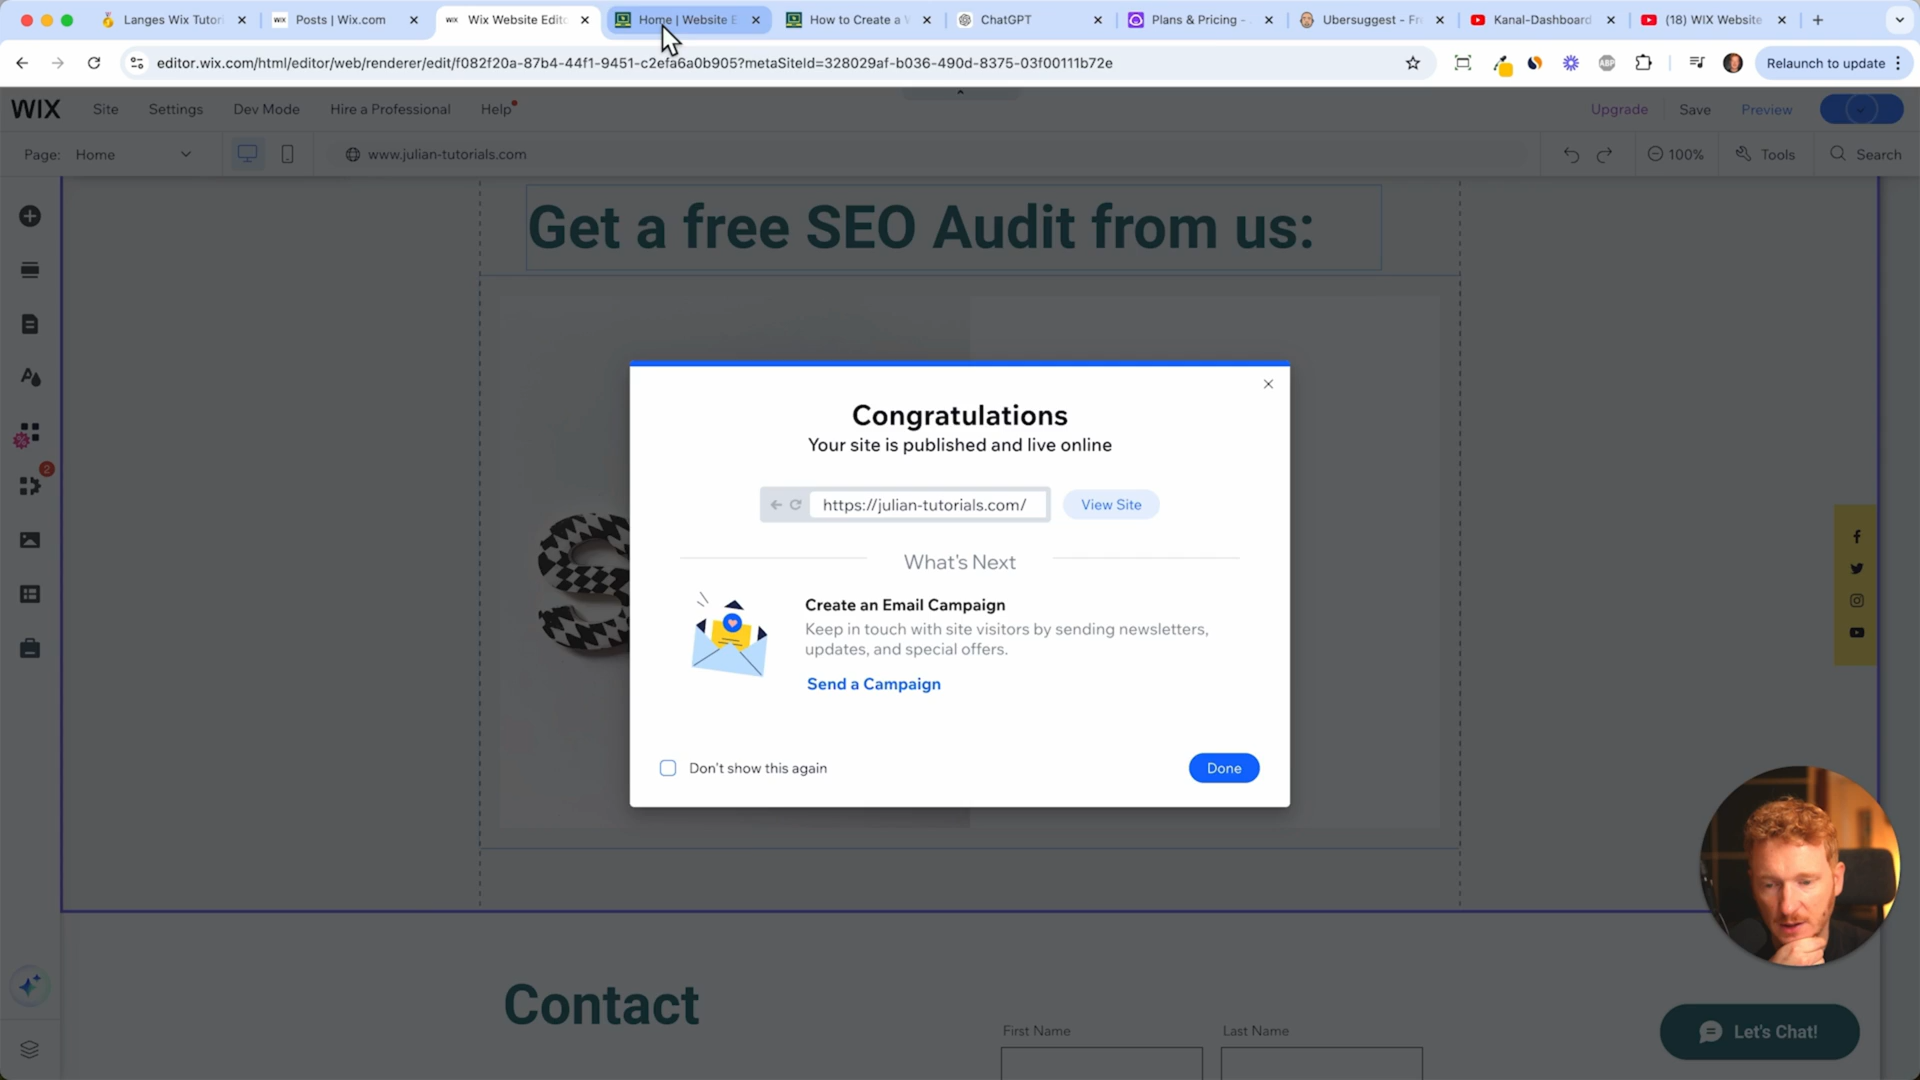 Langes Wix Tutori
Posts | Wix.com
WIX Wix Website Edito
Home | Website E
How to Create a W
ChatGPT
Plans & Pricing -
Ubersuggest - Fr
Kanal-Dashboard
(18) WIX Website
editor.wix.com/html/editor/web/renderer/edit/f082f20a-87b4-44f1-9451-c2efa6a0b905?metaSiteId=328029af-b036-490d-8375-03f00111b72e
ABP
Relaunch to update
WIX Site Settings Dev Mode Hire a Professional Help Upgrade Save Preview
Page: Home www.julian-tutorials.com 100% Tools Search
Get a free SEO Audit from us:
2
Congratulations
Your site is published and live online
https://julian-tutorials.com/ View Site
What's Next
Create an Email Campaign
Keep in touch with site visitors by sending newsletters,
updates, and special offers.
Send a Campaign
Don't show this again Done
S
Contact
First Name Last Name
Let's Chat!